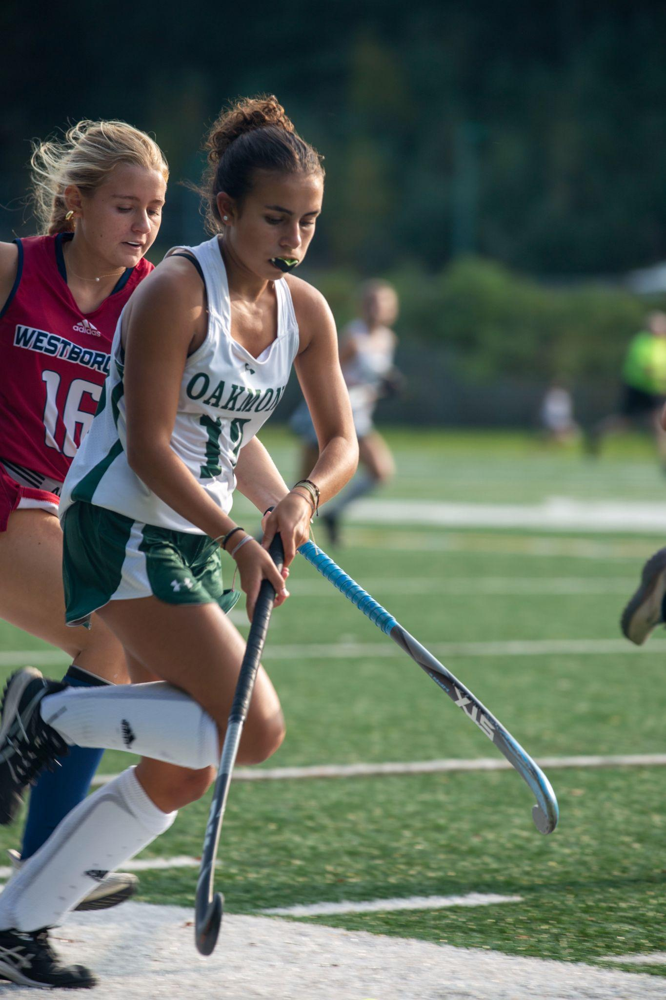 adidas
WESTBORO
16
OAKMON
STX